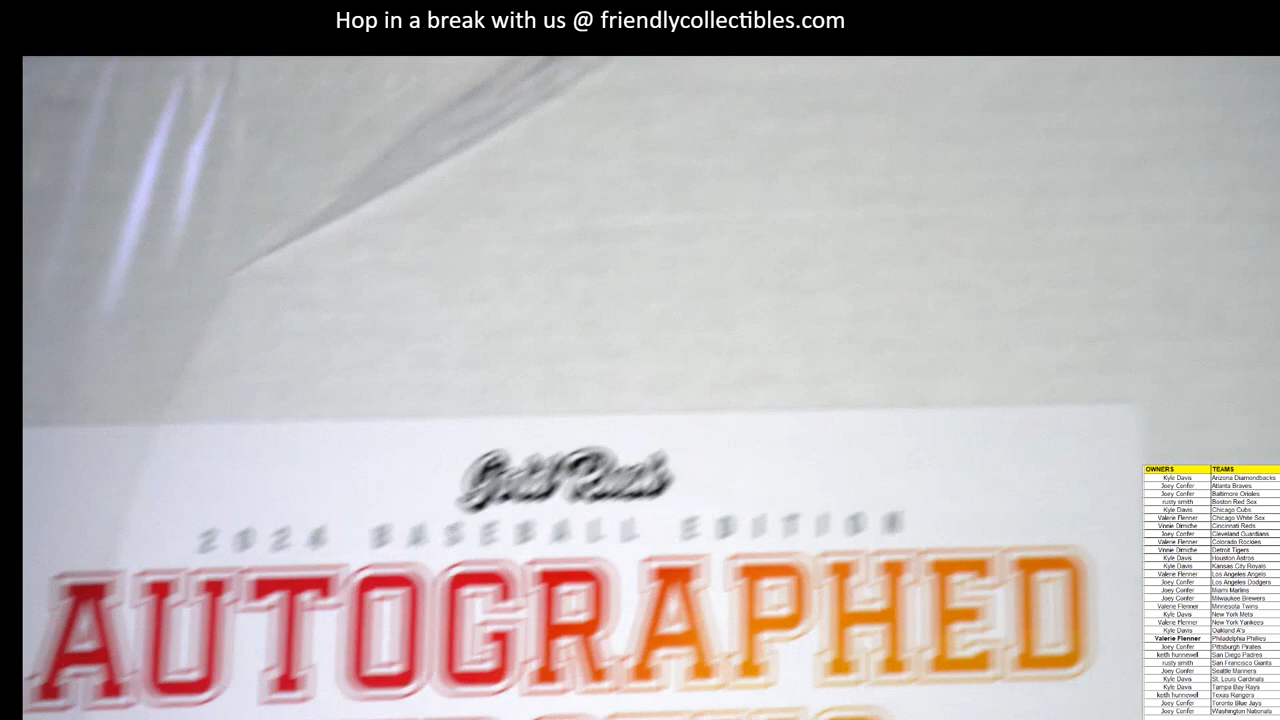 Hop in a break with us @ friendlycollectibles.com
AUTOGRAPHED
OWNERS TEAMS
Kyle Davis Arizona Diamondbacks
Joey Confer Atlanta Braves
Joey Confer Baltimore Orioles
rusty smith Boston Red Sox
Kyle Davis Chicago Cubs
Valerie Flenner Chicago White Sox
Vinnie Dimiche Cincinnati Reds
Joey Confer Cleveland Guardians
Valerie Flenner Colorado Rockies
Vinnie Dimiche Detroit Tigers
Kyle Davis Houston Astros
Kyle Davis Kansas City Royals
Valerie Flenner Los Angeles Angels
Joey Confer Los Angeles Dodgers
Joey Confer Miami Marlins
Joey Confer Milwaukee Brewers
Valerie Flenner Minnesota Twins
Kyle Davis New York Mets
Valerie Flenner New York Yankees
Kyle Davis Oakland A's
Valerie Flenner Philadelphia Phillies
Joey Confer Pittsburgh Pirates
keith hunnewell San Diego Padres
rusty smith San Francisco Giants
Joey Confer Seattle Mariners
Kyle Davis St. Louis Cardinals
Kyle Davis Tampa Bay Rays
keith hunnewell Texas Rangers
Joey Confer Toronto Blue Jays
Joey Confer Washington Nationals